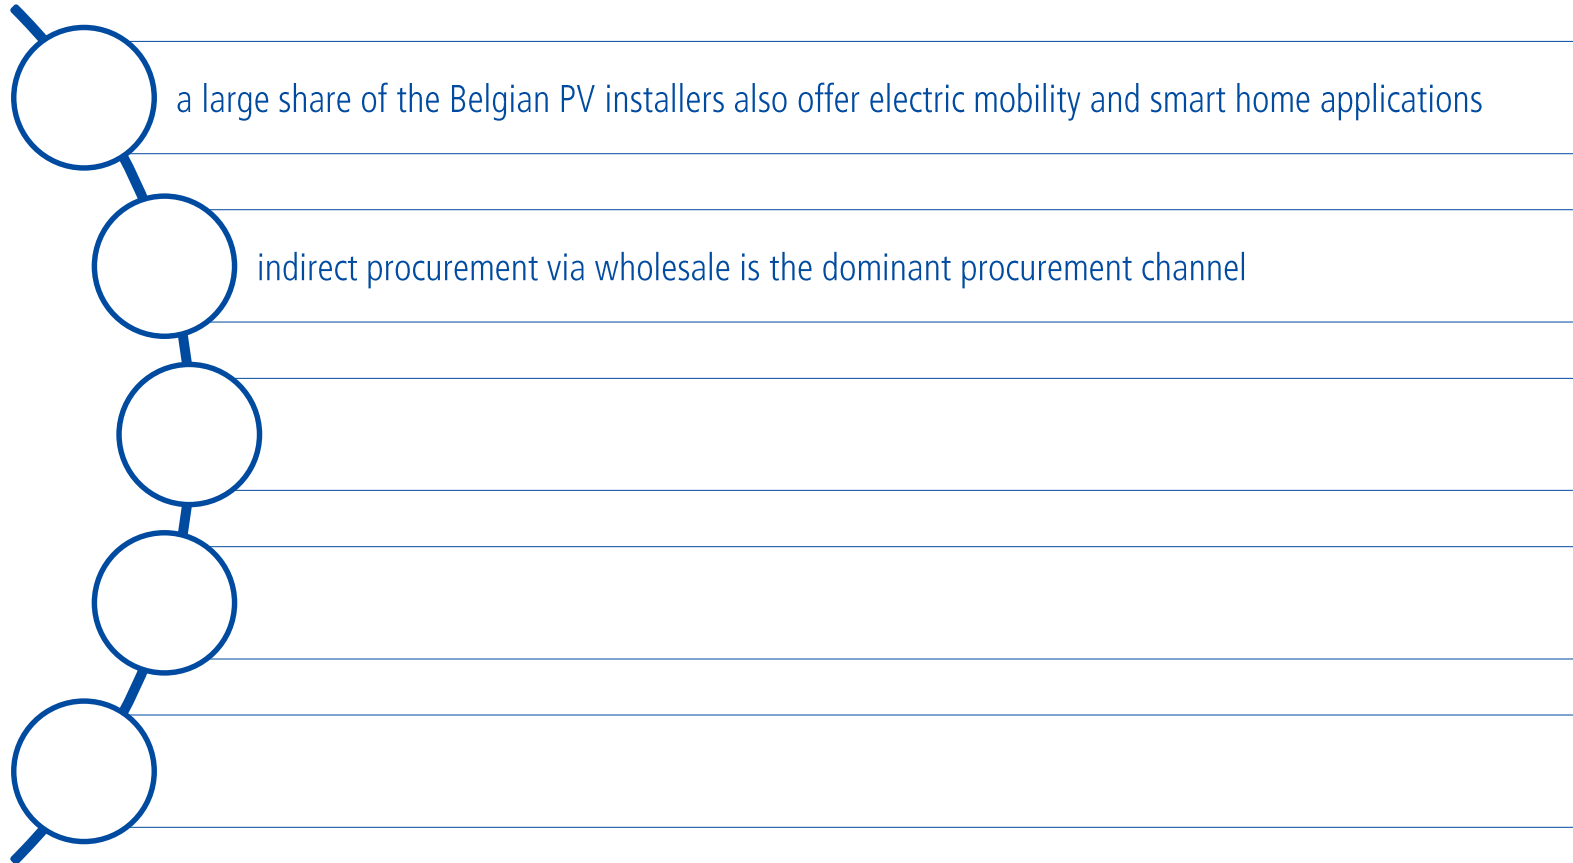 a large share of the Belgian PV installers also offer electric mobility and smart home applications
indirect procurement via wholesale is the dominant procurement channel